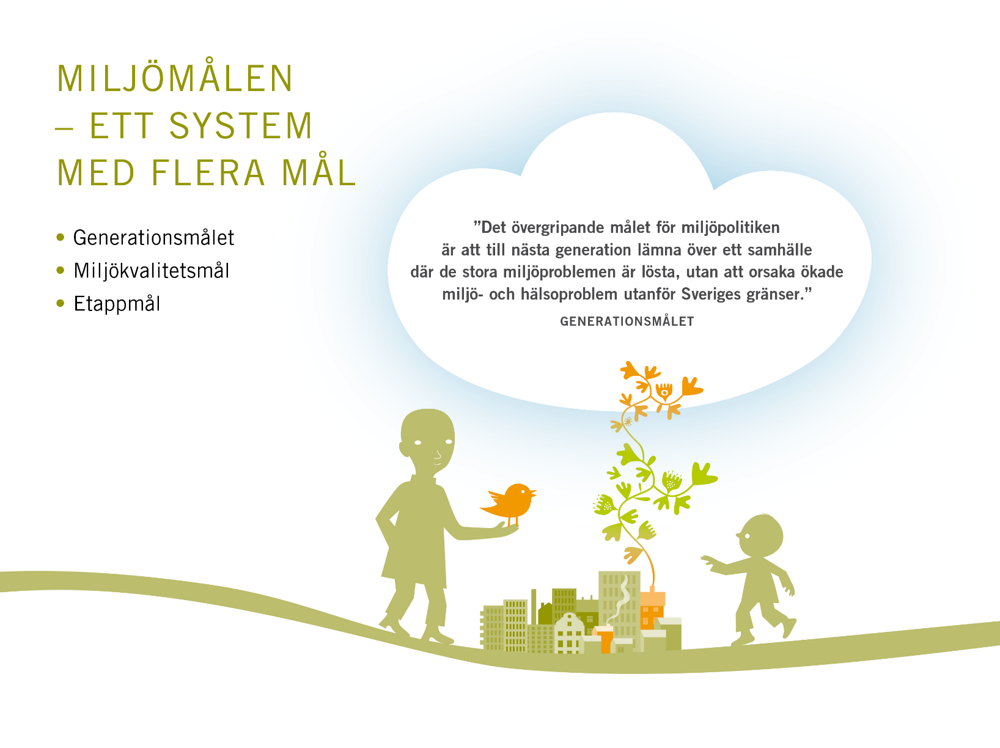 MILJÖMÅLEN
– ETT SYSTEM
MED FLERA MÅL
• Generationsmålet
• Miljökvalitetsmål
• Etappmål
”Det övergripande målet för miljöpolitiken
är att till nästa generation lämna över ett samhälle
där de stora miljöproblemen är lösta, utan att orsaka ökade
miljö- och hälsoproblem utanför Sveriges gränser.”
GENERATIONSMÅLET